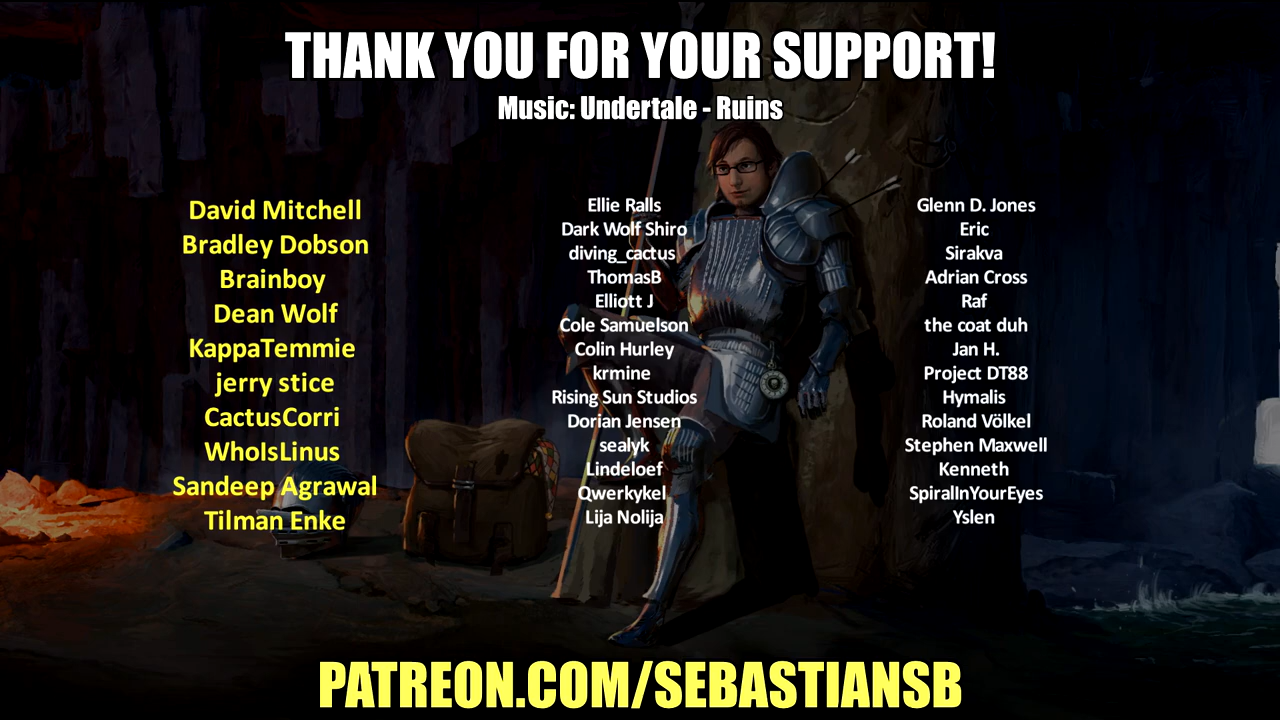 THANK YOU FOR YOUR SUPPORT!
Music: Undertale - Ruins
David Mitchell
Bradley Dobson
Brainboy
Dean Wolf
KappaTemmie
jerry stice
CactusCorri
WhoIsLinus
Sandeep Agrawal
Tilman Enke
Ellie Ralls
Dark Wolf Shiro
diving_cactus
ThomasB
Elliott J
Cole Samuelson
Colin Hurley
krmine
Rising Sun Studios
Dorian Jensen
sealyk
Lindeloef
Qwerkykel
Lija Nolija
Glenn D. Jones
Eric
Sirakva
Adrian Cross
Raf
the coat duh
Jan H.
Project DT88
Hymalis
Roland Völkel
Stephen Maxwell
Kenneth
SpiralInYourEyes
Yslen
PATREON.COM/SEBASTIANSB